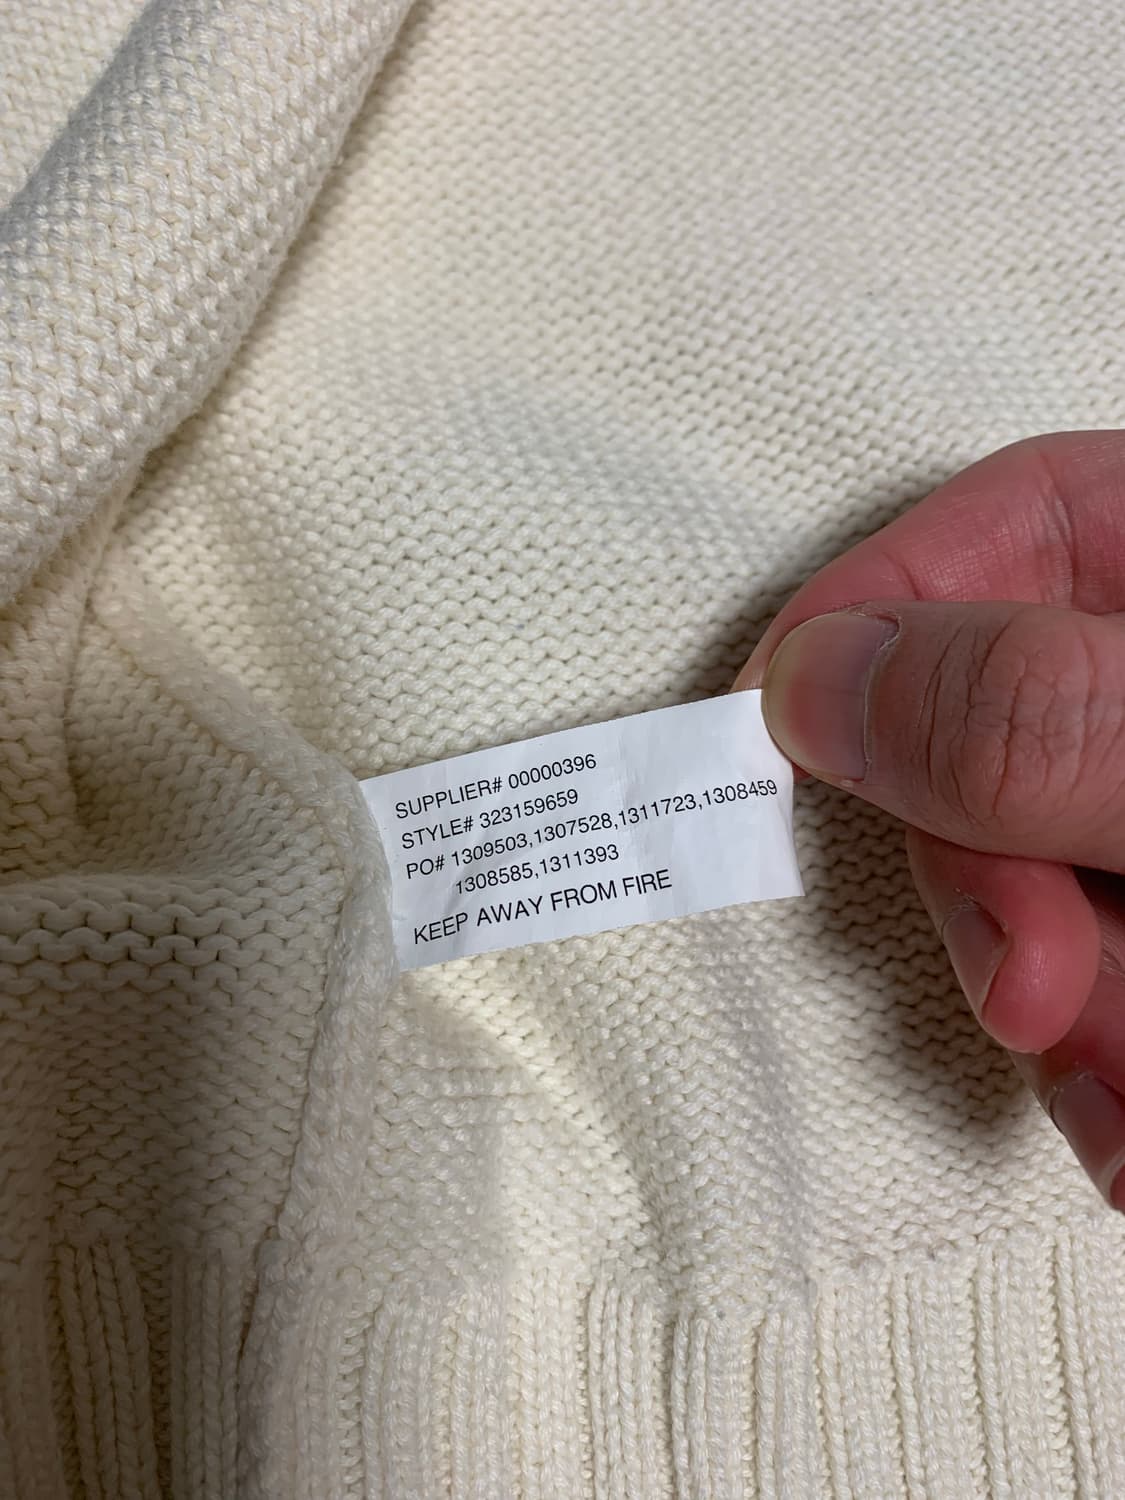 SUPPLIER# 00000396
STYLE# 323159659
PO# 1309503,1307528,1311723,1308459
1308585,1311393
KEEP AWAY FROM FIRE